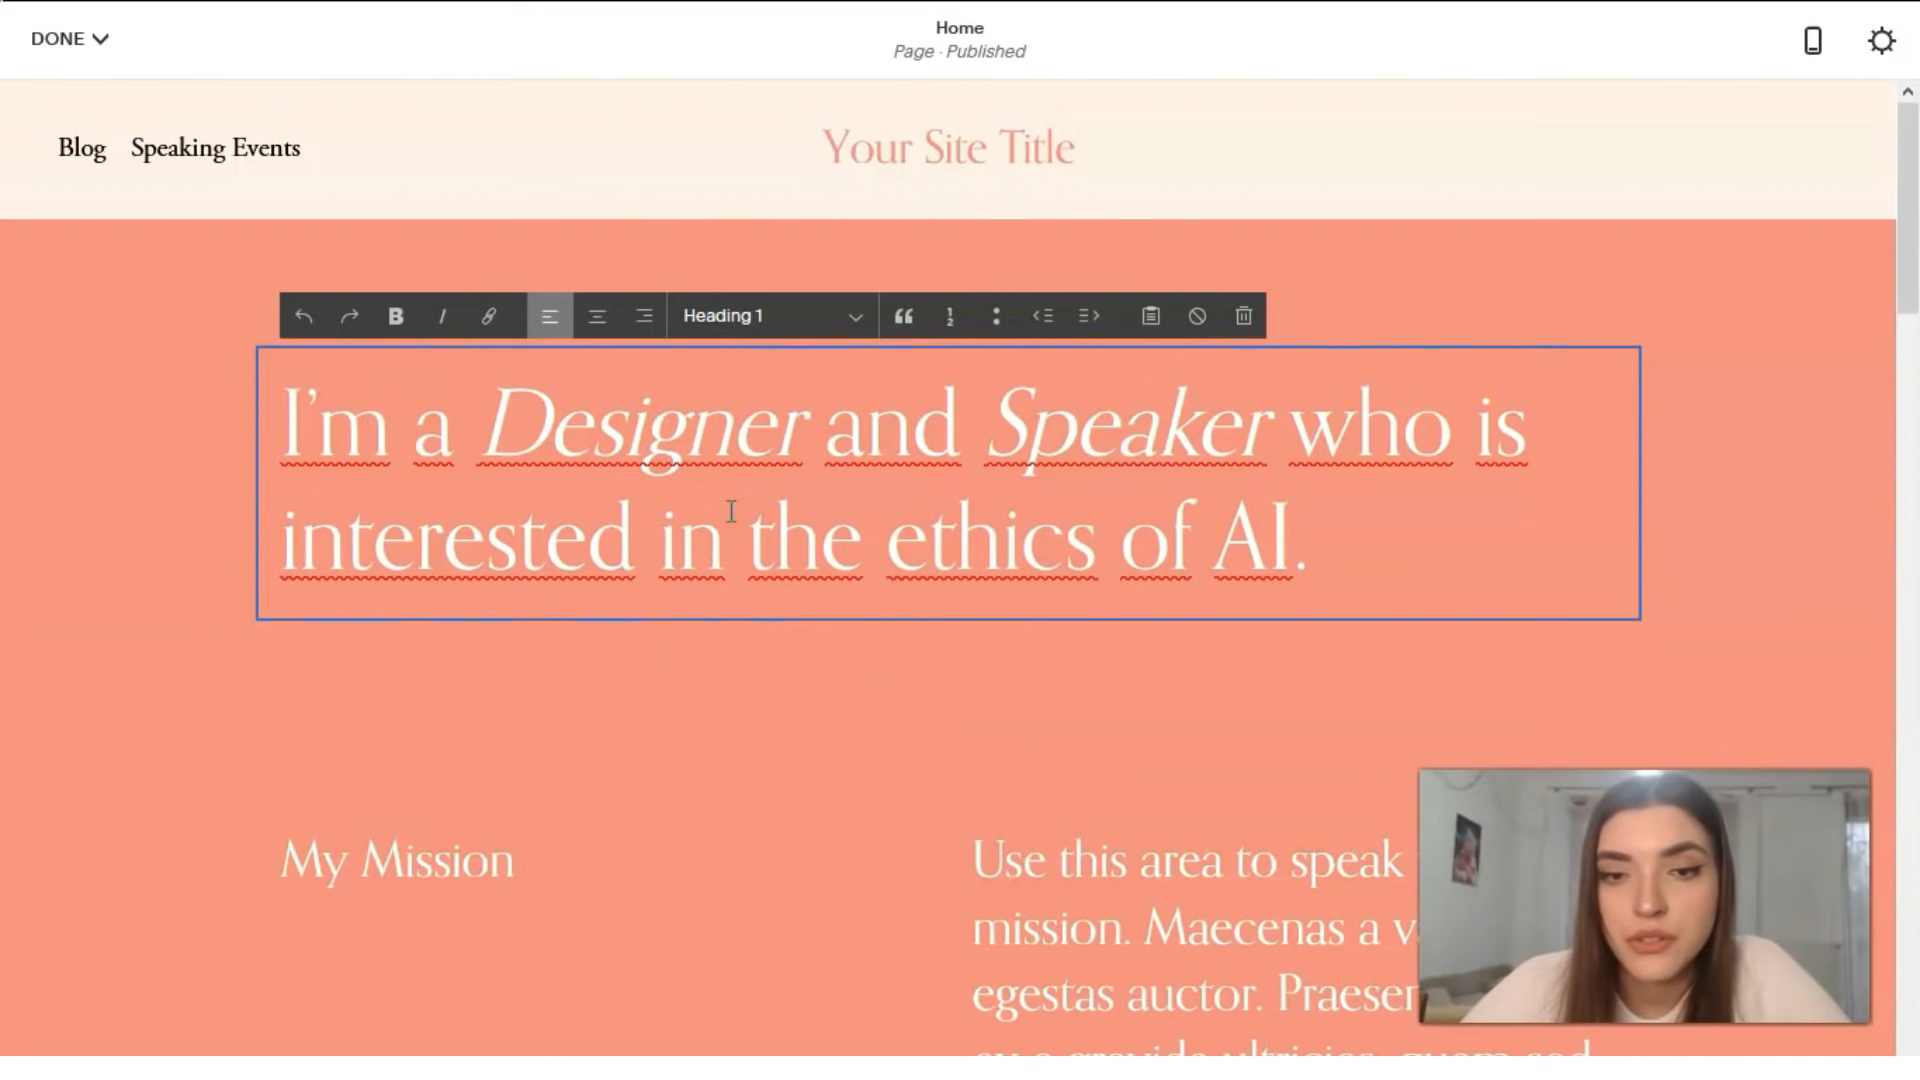 DONE
Home
Page · Published
Blog Speaking Events
Your Site Title
B I Heading 1
I'm a Designer and Speaker who is
interested in the ethics of AI.
My Mission
Use this area to speak
mission. Maecenas a v
egestas auctor. Praeser